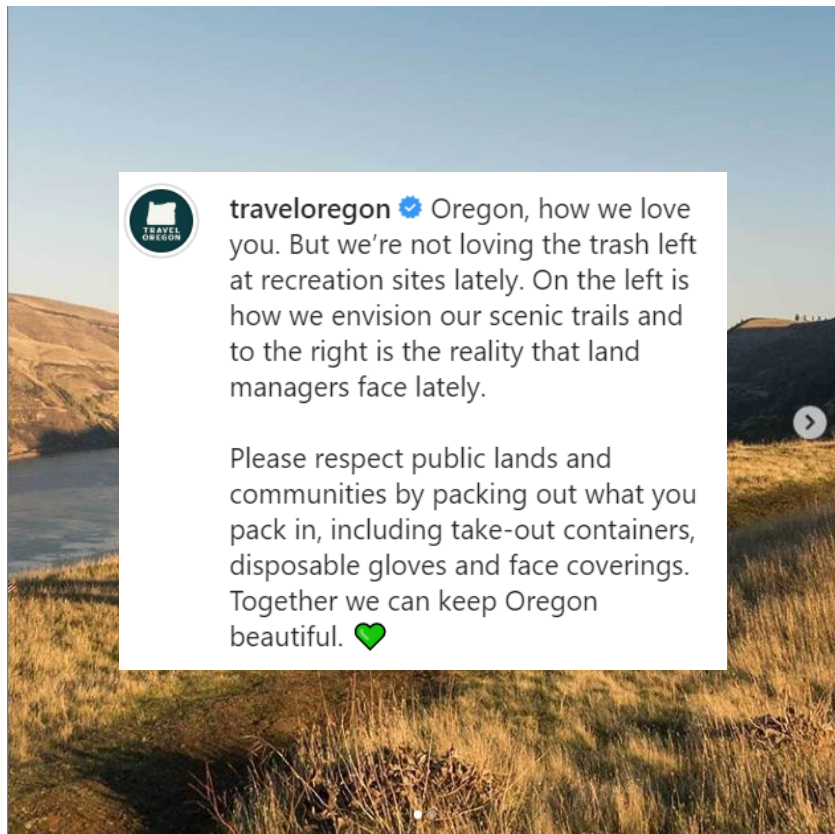 TRAVEL
OREGON
traveloregon Oregon, how we love
you. But we’re not loving the trash left
at recreation sites lately. On the left is
how we envision our scenic trails and
to the right is the reality that land
managers face lately.
Please respect public lands and
communities by packing out what you
pack in, including take-out containers,
disposable gloves and face coverings.
Together we can keep Oregon
beautiful. 💚